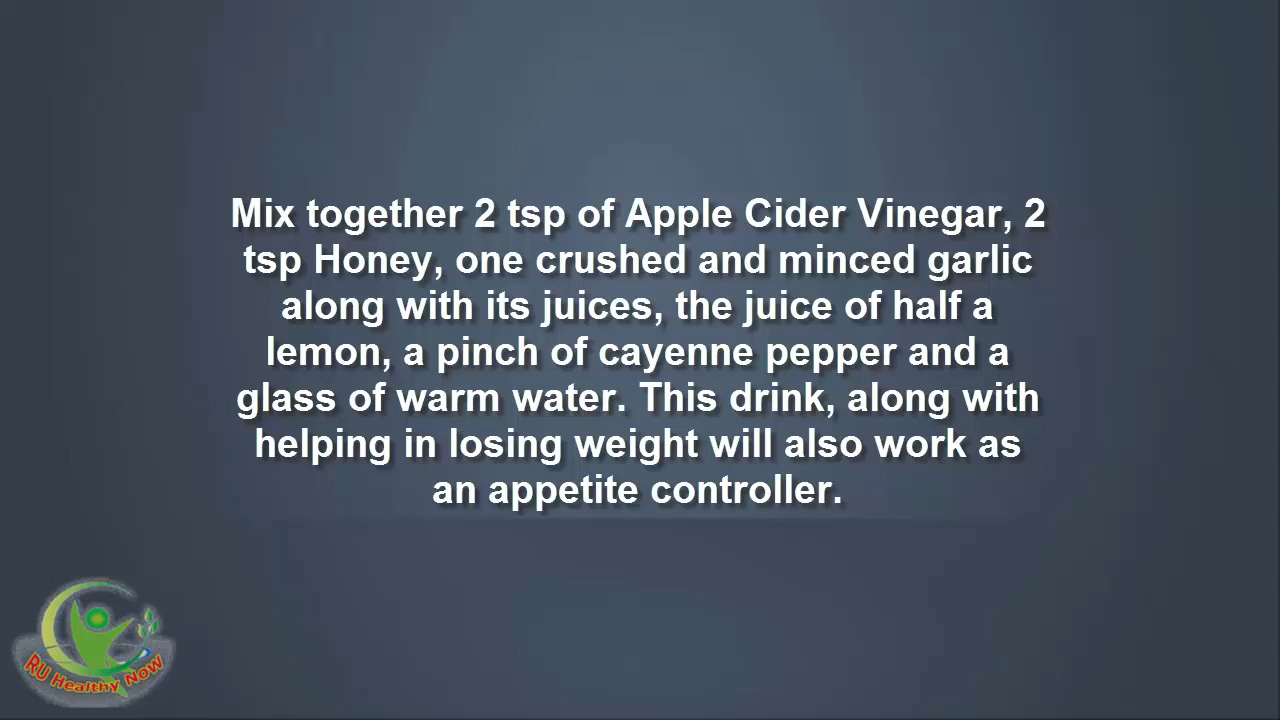 Mix together 2 tsp of Apple Cider Vinegar, 2
tsp Honey, one crushed and minced garlic
along with its juices, the juice of half a
lemon, a pinch of cayenne pepper and a
glass of warm water. This drink, along with
helping in losing weight will also work as
an appetite controller.
RU Healthy Now